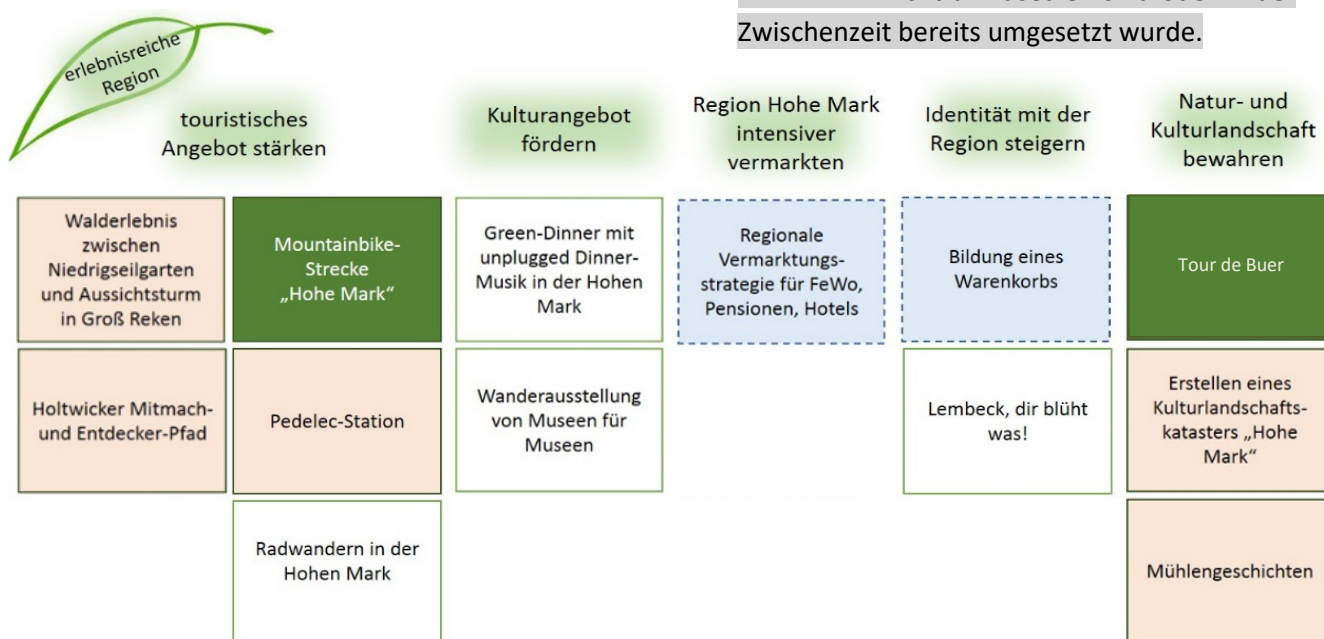 Zwischenzeit bereits umgesetzt wurde.
erlebnisreiche
Region
touristisches
Angebot stärken
Kulturangebot
fördern
Region Hohe Mark
intensiver
vermarkten
Identität mit der
Region steigern
Natur- und
Kulturlandschaft
bewahren
Walderlebnis
zwischen
Niedrigseilgarten
und Aussichtsturm
in Groß Reken
Mountainbike-
Strecke
„Hohe Mark“
Green-Dinner mit
unplugged Dinner-
Musik in der Hohen
Mark
Regionale
Vermarktungs-
strategie für FeWo,
Pensionen, Hotels
Bildung eines
Warenkorbs
Tour de Buer
Holtwicker Mitmach-
und Entdecker-Pfad
Pedelec-Station
Wanderausstellung
von Museen für
Museen
Lembeck, dir blüht
was!
Erstellen eines
Kulturlandschafts-
katasters „Hohe
Mark“
Radwandern in der
Hohen Mark
Mühlengeschichten